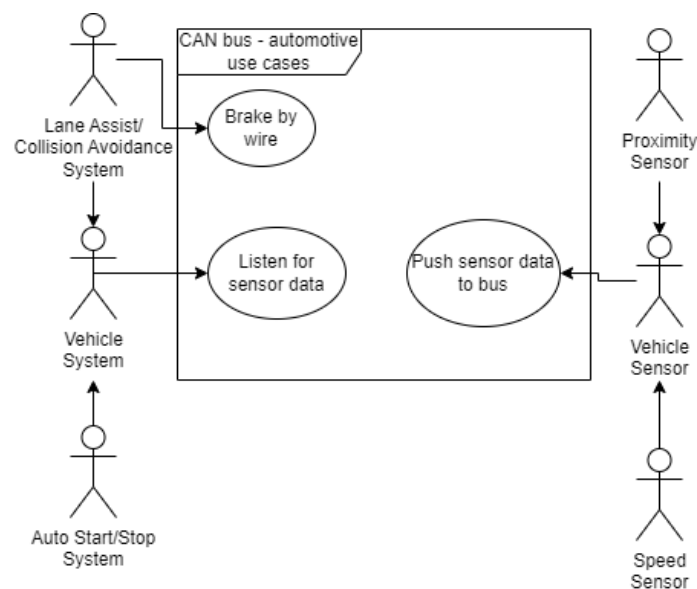 CAN bus - automotive
use cases
Brake by
wire
Lane Assist/
Collision Avoidance
System
Proximity
Sensor
Listen for
sensor data
Push sensor data
to bus
Vehicle
System
Vehicle
Sensor
Auto Start/Stop
System
Speed
Sensor